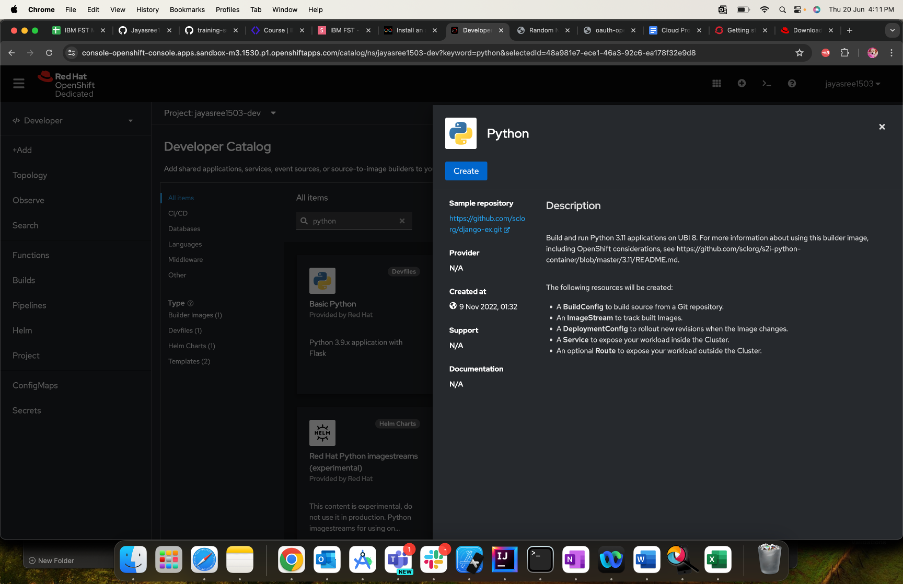 Chrome File Edit View History Bookmarks Profiles Tab Window Help Thu 20 Jun 4:11 PM
IBM FST M Jayasree1 training-r Course | I IBM FST - Install an Develope Random oauth-op Cloud Pr Getting s Downloa
console-openshift-console.apps.sandbox-m3.1530.p1.openshiftapps.com/catalog/ns/jayasree1503-dev?keyword=python&selectedId=48a981e7-ece1-46a3-92c6-ea178f32e9d8
Red Hat
OpenShift
Dedicated
jayasree1503
Developer
+Add
Topology
Observe
Search
Functions
Builds
Pipelines
Helm
Project
ConfigMaps
Secrets
Project: jayasree1503-dev
Developer Catalog
Add shared applications, services, event sources, or source-to-image builders to yo
All items
CI/CD
Databases
Languages
Middleware
Other
Type
Builder Images (1)
Devfiles (1)
Helm Charts (1)
Templates (2)
All items
python
Devfiles
Basic Python
Provided by Red Hat
Python 3.9.x application with
Flask
Helm Charts
HELM
Red Hat Python imagestreams
(experimental)
Provided by Red Hat
This content is experimental, do
not use it in production. Python
imagestreams for using on...
Python
Create
Sample repository
https://github.com/sclo
rg/django-ex.git
Provider
N/A
Created at
9 Nov 2022, 01:32
Support
N/A
Documentation
N/A
Description
Build and run Python 3.11 applications on UBI 8. For more information about using this builder image,
including OpenShift considerations, see https://github.com/sclorg/s2i-python-
container/blob/master/3.11/README.md.
The following resources will be created:
• A BuildConfig to build source from a Git repository.
• An ImageStream to track built Images.
• A DeploymentConfig to rollout new revisions when the Image changes.
• A Service to expose your workload inside the Cluster.
• An optional Route to expose your workload outside the Cluster.
New Folder
1
NEW